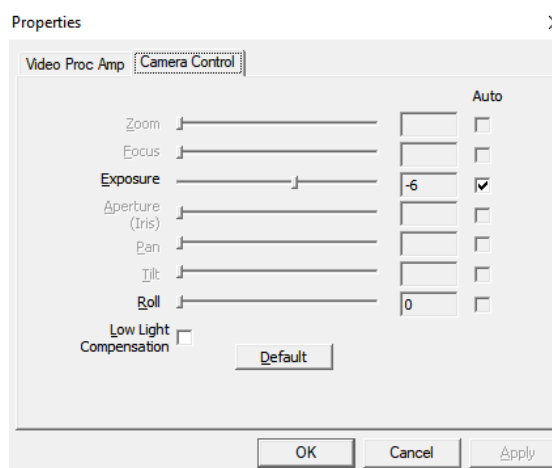 Properties
Video Proc Amp
Camera Control
Auto
Zoom
Focus
Exposure -6
Aperture
(Iris)
Pan
Tilt
Roll 0
Low Light
Compensation
Default
OK Cancel Apply